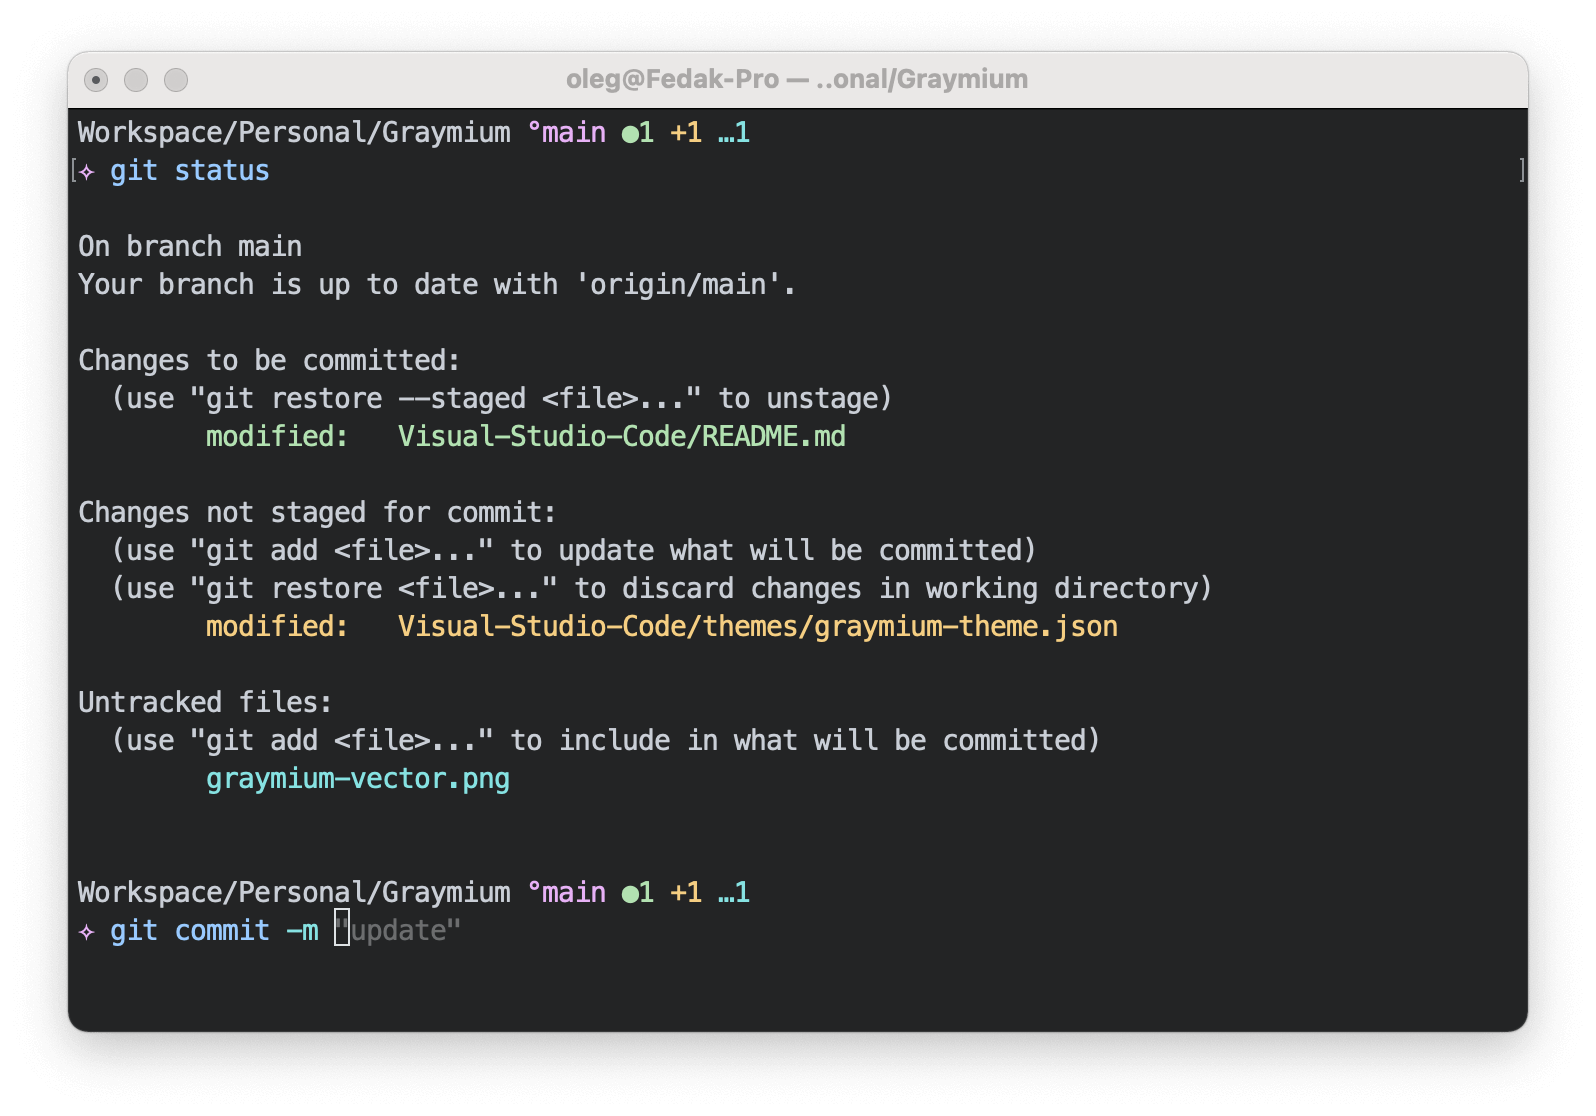 oleg@Fedak-Pro — ..onal/Graymium
Workspace/Personal/Graymium °main ●1 +1 …1
[✧ git status ]
On branch main
Your branch is up to date with 'origin/main'.
Changes to be committed:
  (use "git restore --staged <file>..." to unstage)
        modified:   Visual-Studio-Code/README.md
Changes not staged for commit:
  (use "git add <file>..." to update what will be committed)
  (use "git restore <file>..." to discard changes in working directory)
        modified:   Visual-Studio-Code/themes/graymium-theme.json
Untracked files:
  (use "git add <file>..." to include in what will be committed)
        graymium-vector.png
Workspace/Personal/Graymium °main ●1 +1 …1
✧ git commit -m "update"